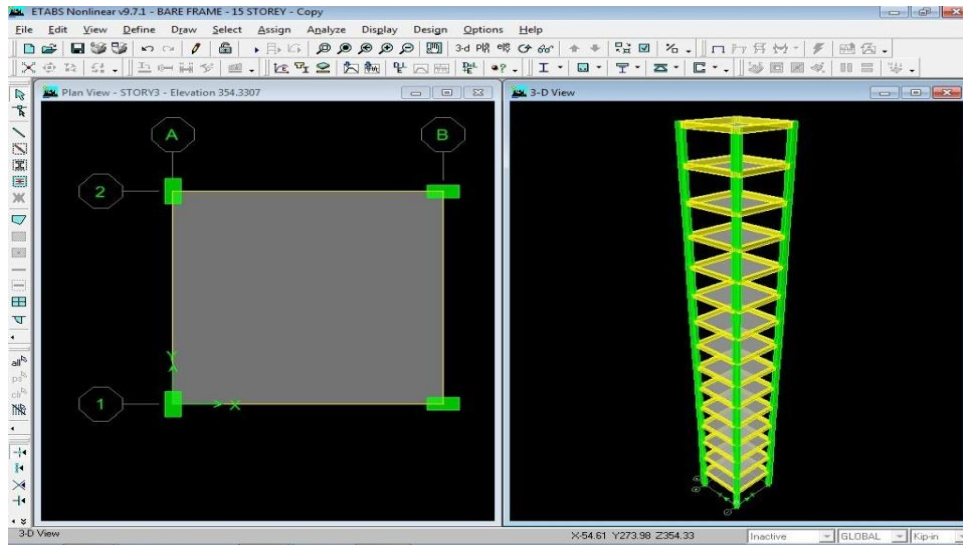 ETABS Nonlinear v9.7.1 - BARE FRAME - 15 STOREY - Copy
File Edit View Define Draw Select Assign Analyze Display Design Options Help
3-d
Plan View - STORY3 - Elevation 354.3307
3-D View
A B
2
Y
1
X
all
3-D View
X-54.61 Y273.98 Z354.33
Inactive
GLOBAL
Kip-in